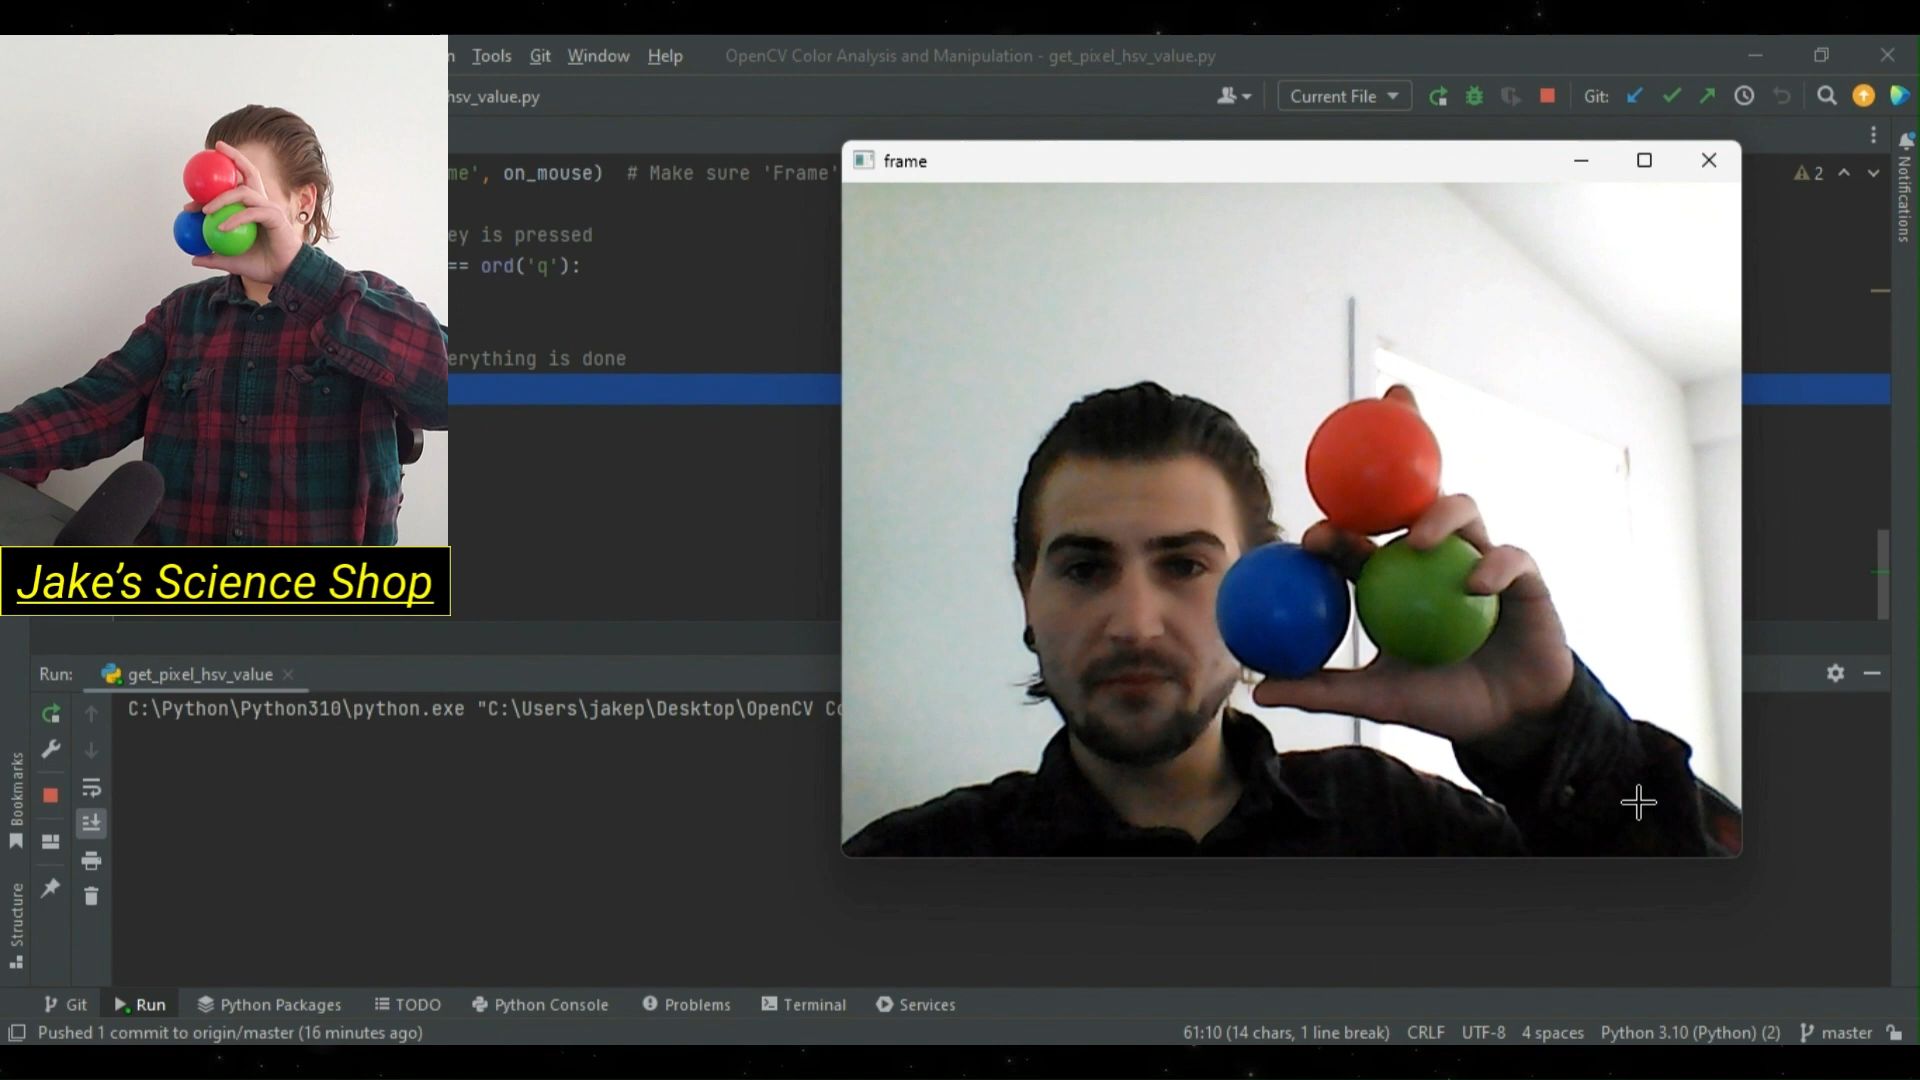 Tools Git Window Help OpenCV Color Analysis and Manipulation - get_pixel_hsv_value.py
hsv_value.py Current File Git:
frame
me', on_mouse) # Make sure 'Frame' 2
ey is pressed
== ord('q'):
erything is done
Notifications
Jake's Science Shop
Run: get_pixel_hsv_value
C:\Python\Python310\python.exe "C:\Users\jakep\Desktop\OpenCV Co
Bookmarks
Structure
Git Run Python Packages TODO Python Console Problems Terminal Services
Pushed 1 commit to origin/master (16 minutes ago) 61:10 (14 chars, 1 line break) CRLF UTF-8 4 spaces Python 3.10 (Python) (2) master